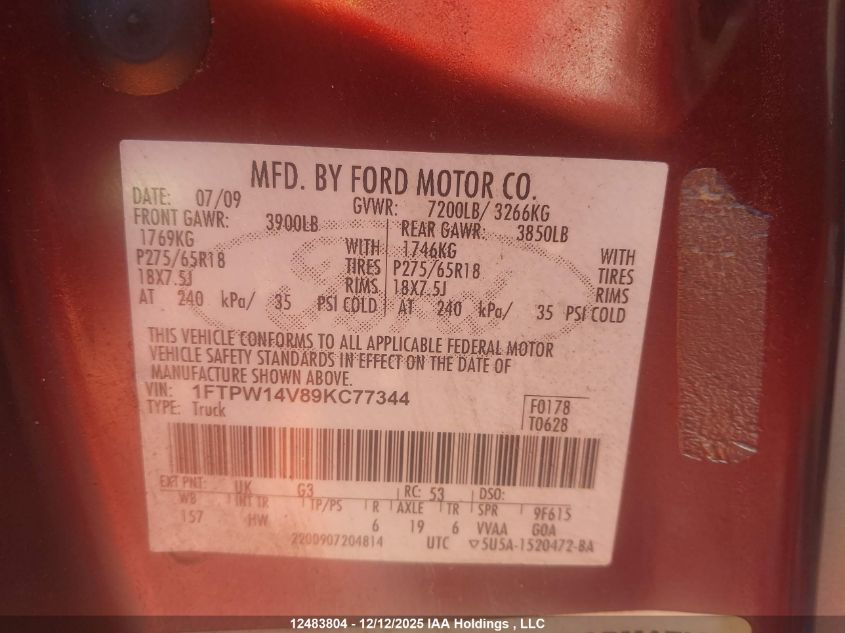 MFD. BY FORD MOTOR CO.
DATE: 07/09 GVWR: 7200LB/ 3266KG
FRONT GAWR: 3900LB REAR GAWR: 3850LB
1769KG WITH 1746KG WITH
P275/65R18 TIRES P275/65R18 TIRES
18X7.5J RIMS 18X7.5J RIMS
AT 240 kPa/ 35 PSI COLD AT 240 kPa/ 35 PSI COLD
THIS VEHICLE CONFORMS TO ALL APPLICABLE FEDERAL MOTOR
VEHICLE SAFETY STANDARDS IN EFFECT ON THE DATE OF
MANUFACTURE SHOWN ABOVE.
VIN: 1FTPW14V89KC77344
TYPE: Truck
F0178
T0628
EXT PNT: UK G3 RC: 53 DSO:
WB INT TR TP/PS R AXLE TR SPR 9F615
157 HW 6 19 6 VVAA GOA
2200907204814 UTC ▽5U5A-1520472-BA
12483804 - 12/12/2025 IAA Holdings , LLC